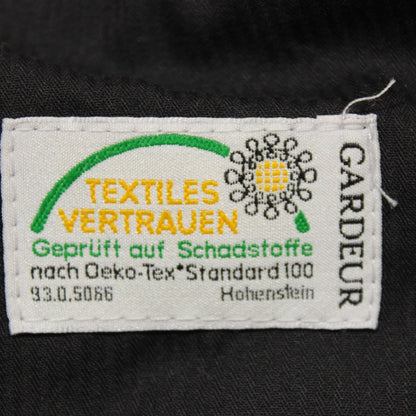 TEXTILES
VERTRAUEN
Geprüft auf Schadstoffe
nach Oeko-Tex*Standard 100
93.0.5066 Hohenstein
GARDEUR